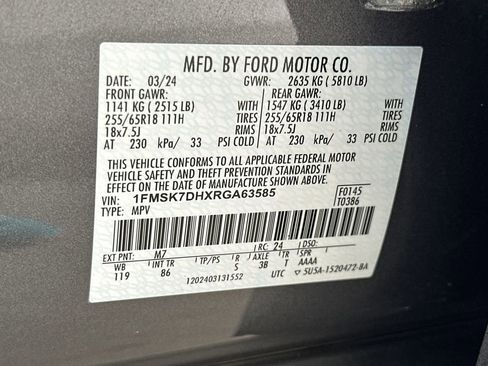 MFD. BY FORD MOTOR CO.
DATE: 03/24 GVWR: 2635 KG ( 5810 LB)
FRONT GAWR: REAR GAWR:
1141 KG ( 2515 LB) WITH 1547 KG ( 3410 LB) WITH
255/65R18 111H TIRES 255/65R18 111H TIRES
18x7.5J RIMS 18x7.5J RIMS
AT 230 kPa/ 33 PSI COLD AT 230 kPa/ 33 PSI COLD
THIS VEHICLE CONFORMS TO ALL APPLICABLE FEDERAL MOTOR
VEHICLE SAFETY AND THEFT PREVENTION STANDARDS IN EFFECT
ON THE DATE OF MANUFACTURE SHOWN ABOVE.
VIN: 1FMSK7DHXRGA63585 F0145
TYPE: MPV T0386
EXT PNT: M7 RC: 24 DSO:
WB INT TR TP/PS R AXLE TR SPR
119 86 S 3B T AAAA
1202403131552 UTC 5U5A-1520472-BA